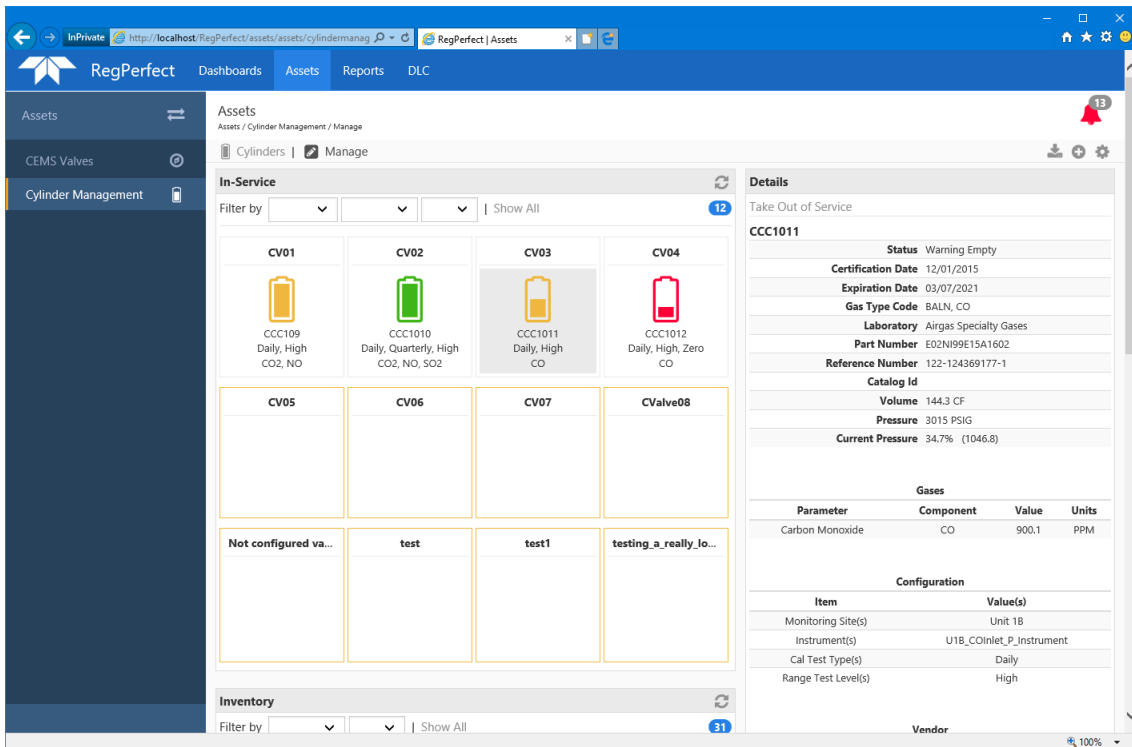 InPrivate http://localhost/RegPerfect/assets/assets/cylindermanag RegPerfect | Assets
RegPerfect Dashboards Assets Reports DLC
Assets
CEMS Valves
Cylinder Management
Assets
Assets / Cylinder Management / Manage
13
Cylinders | Manage
In-Service
Filter by | Show All 12
CV01 CV02 CV03 CV04
CCC109 CCC1010 CCC1011 CCC1012
Daily, High Daily, Quarterly, High Daily, High Daily, High, Zero
CO2, NO CO2, NO, SO2 CO CO
CV05 CV06 CV07 CValve08
Not configured va... test test1 testing_a_really_lo...
Inventory
Filter by | Show All 31
Details
Take Out of Service
CCC1011
Status Warning Empty
Certification Date 12/01/2015
Expiration Date 03/07/2021
Gas Type Code BALN, CO
Laboratory Airgas Specialty Gases
Part Number E02NI99E15A1602
Reference Number 122-124369177-1
Catalog Id
Volume 144.3 CF
Pressure 3015 PSIG
Current Pressure 34.7% (1046.8)
Gases
Parameter Component Value Units
Carbon Monoxide CO 900.1 PPM
Configuration
Item Value(s)
Monitoring Site(s) Unit 1B
Instrument(s) U1B_COInlet_P_Instrument
Cal Test Type(s) Daily
Range Test Level(s) High
Vendor
100%